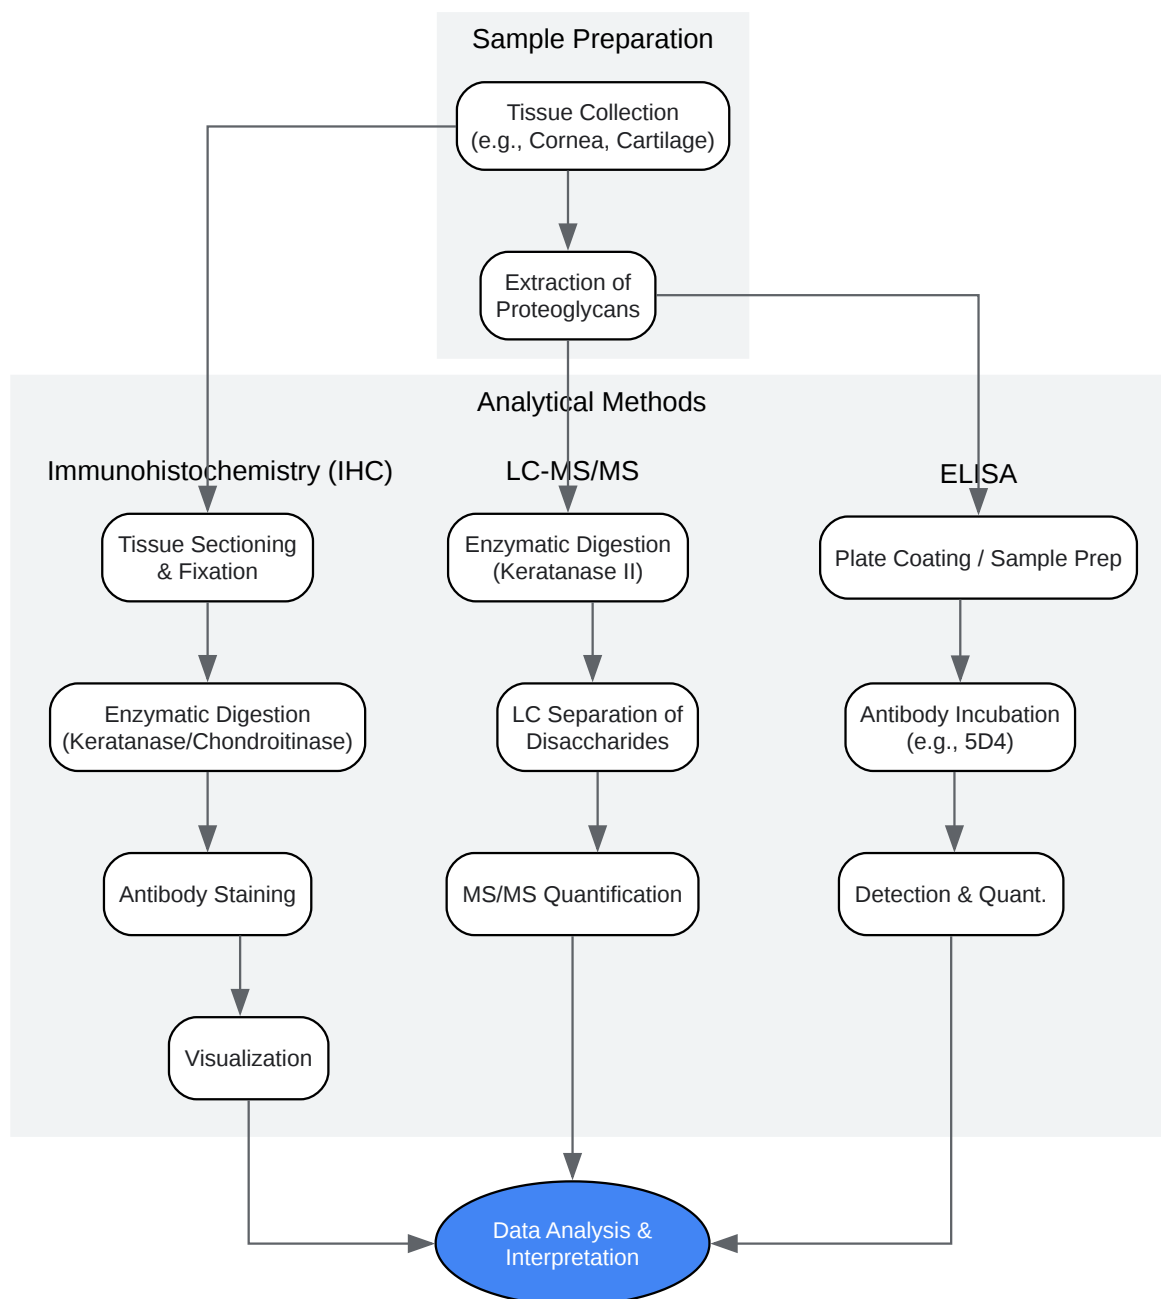 Sample Preparation
Tissue Collection
(e.g., Cornea, Cartilage)
Extraction of
Proteoglycans
Analytical Methods
Immunohistochemistry (IHC)
LC-MS/MS
ELISA
Tissue Sectioning
& Fixation
Enzymatic Digestion
(Keratanase II)
Plate Coating / Sample Prep
Enzymatic Digestion
(Keratanase/Chondroitinase)
LC Separation of
Disaccharides
Antibody Incubation
(e.g., 5D4)
Antibody Staining
MS/MS Quantification
Detection & Quant.
Visualization
Data Analysis &
Interpretation